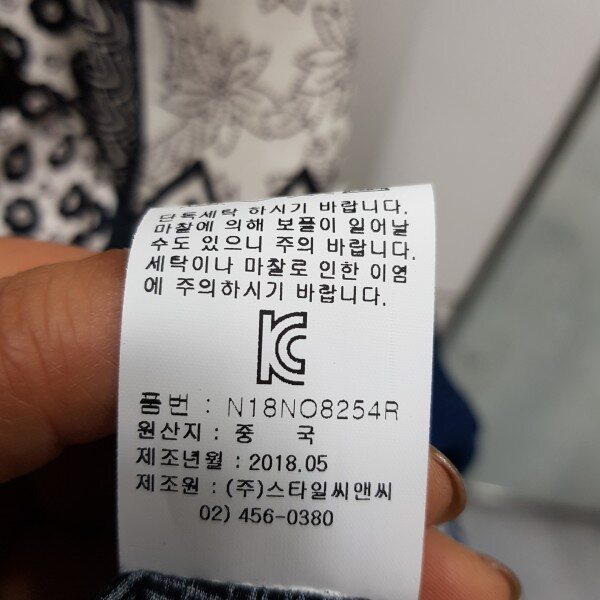 단독세탁 하시기 바랍니다.
마찰에 의해 보풀이 일어날
수도 있으니 주의 바랍니다.
세탁이나 마찰로 인한 이염
에 주의하시기 바랍니다.
KC
품번 : N18NO8254R
원산지 : 중 국
제조년월 : 2018.05
제조원 : (주)스타일씨앤씨
02) 456-0380